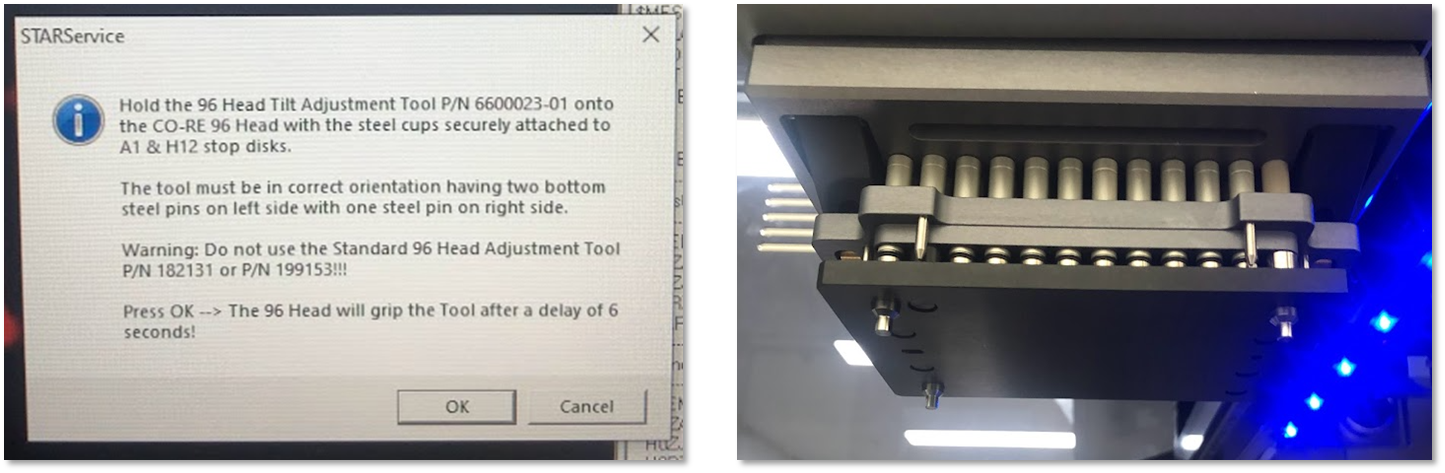 STARService
Hold the 96 Head Tilt Adjustment Tool P/N 6600023-01 onto
the CO-RE 96 Head with the steel cups securely attached to
A1 & H12 stop disks.
The tool must be in correct orientation having two bottom
steel pins on left side with one steel pin on right side.
Warning: Do not use the Standard 96 Head Adjustment Tool
P/N 182131 or P/N 199153!!!
Press OK --> The 96 Head will grip the Tool after a delay of 6
seconds!
OK
Cancel